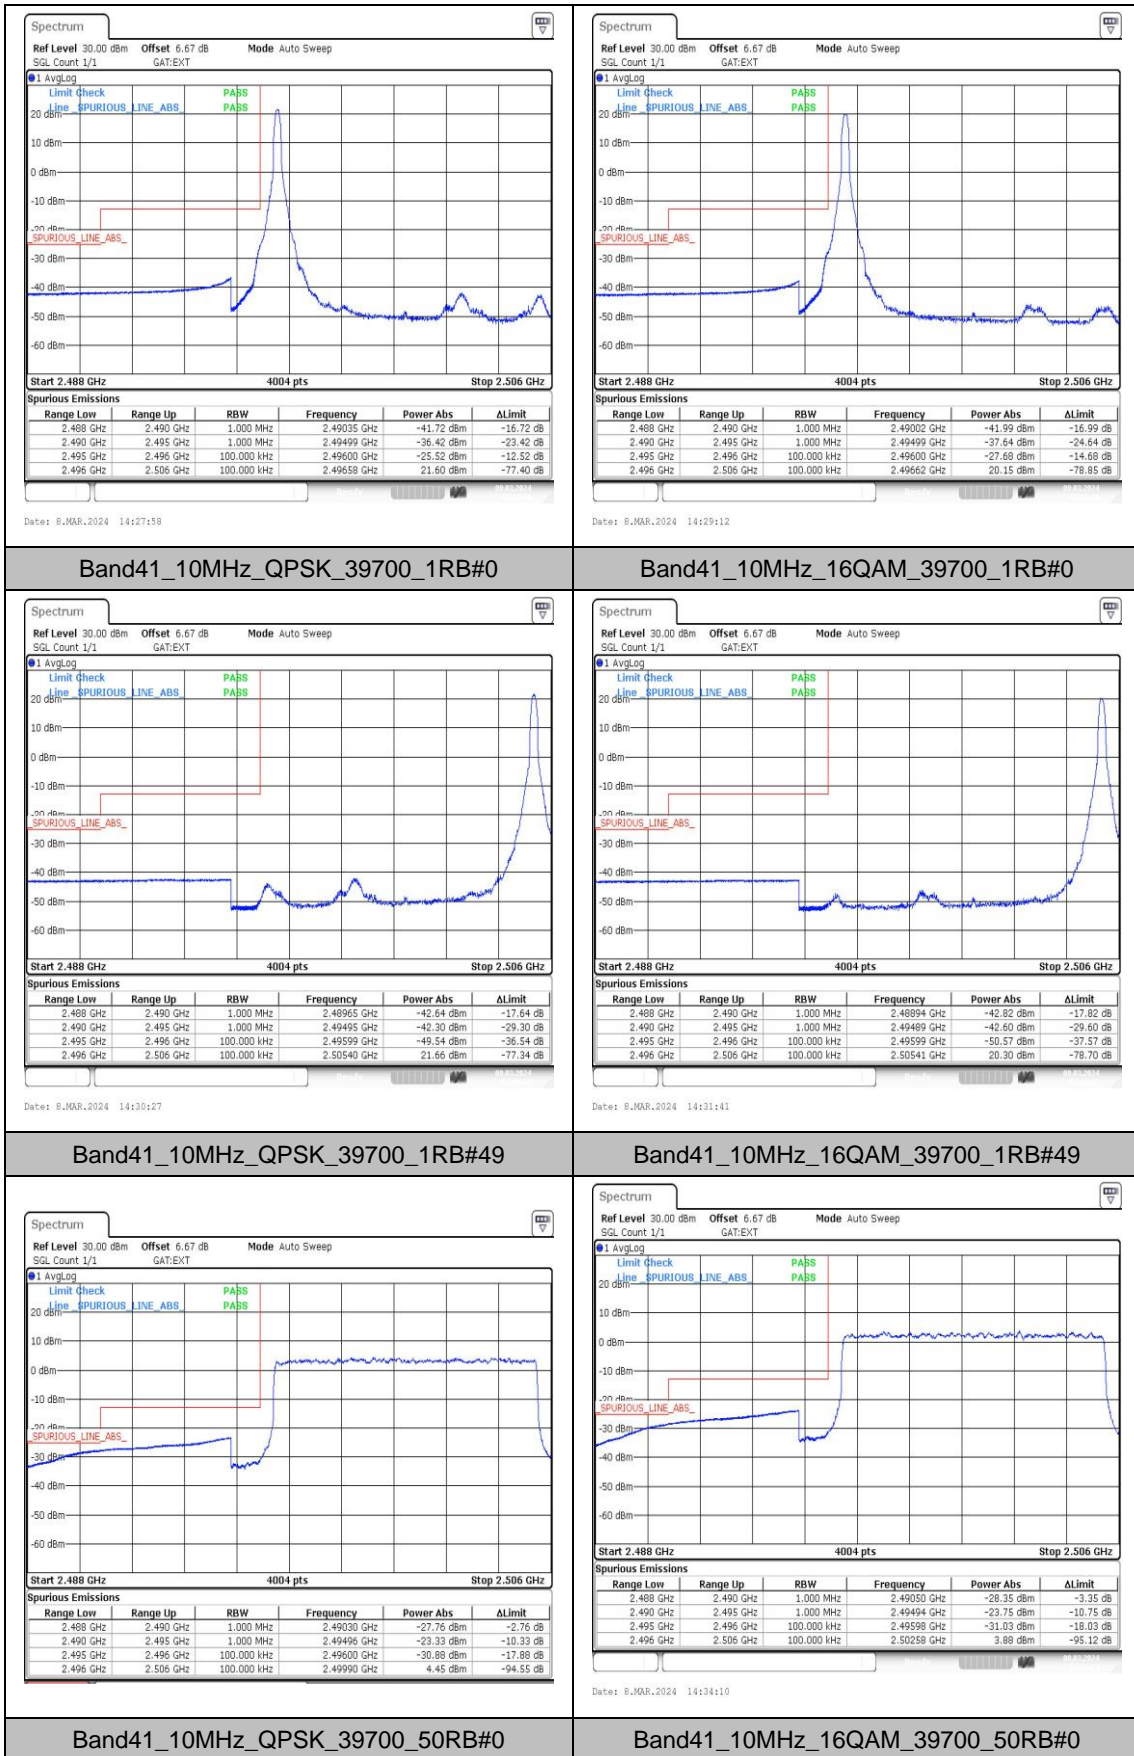 Spectrum
Ref Level 30.00 dBm Offset 6.67 dB Mode Auto Sweep
SGL Count 1/1 GAT:EXT
1 AvgLog
Limit Check PASS
Line _SPURIOUS_LINE_ABS_ PASS
20 dBm
10 dBm
0 dBm
-10 dBm
-20 dBm
_SPURIOUS_LINE_ABS_
-30 dBm
-40 dBm
-50 dBm
-60 dBm
Start 2.488 GHz 4004 pts Stop 2.506 GHz
Spurious Emissions
Range Low Range Up RBW Frequency Power Abs ΔLimit
2.488 GHz 2.490 GHz 1.000 MHz 2.49035 GHz -41.72 dBm -16.72 dB
2.490 GHz 2.495 GHz 1.000 MHz 2.49499 GHz -36.42 dBm -23.42 dB
2.495 GHz 2.496 GHz 100.000 kHz 2.49600 GHz -25.52 dBm -12.52 dB
2.496 GHz 2.506 GHz 100.000 kHz 2.49658 GHz 21.60 dBm -77.40 dB
Date: 8.MAR.2024 14:27:58
Spectrum
Ref Level 30.00 dBm Offset 6.67 dB Mode Auto Sweep
SGL Count 1/1 GAT:EXT
1 AvgLog
Limit Check PASS
Line _SPURIOUS_LINE_ABS_ PASS
20 dBm
10 dBm
0 dBm
-10 dBm
-20 dBm
_SPURIOUS_LINE_ABS_
-30 dBm
-40 dBm
-50 dBm
-60 dBm
Start 2.488 GHz 4004 pts Stop 2.506 GHz
Spurious Emissions
Range Low Range Up RBW Frequency Power Abs ΔLimit
2.488 GHz 2.490 GHz 1.000 MHz 2.49002 GHz -41.99 dBm -16.99 dB
2.490 GHz 2.495 GHz 1.000 MHz 2.49499 GHz -37.64 dBm -24.64 dB
2.495 GHz 2.496 GHz 100.000 kHz 2.49600 GHz -27.68 dBm -14.68 dB
2.496 GHz 2.506 GHz 100.000 kHz 2.49662 GHz 20.15 dBm -78.85 dB
Date: 8.MAR.2024 14:29:12
Band41_10MHz_QPSK_39700_1RB#0
Band41_10MHz_16QAM_39700_1RB#0
Spectrum
Ref Level 30.00 dBm Offset 6.67 dB Mode Auto Sweep
SGL Count 1/1 GAT:EXT
1 AvgLog
Limit Check PASS
Line _SPURIOUS_LINE_ABS_ PASS
20 dBm
10 dBm
0 dBm
-10 dBm
-20 dBm
_SPURIOUS_LINE_ABS_
-30 dBm
-40 dBm
-50 dBm
-60 dBm
Start 2.488 GHz 4004 pts Stop 2.506 GHz
Spurious Emissions
Range Low Range Up RBW Frequency Power Abs ΔLimit
2.488 GHz 2.490 GHz 1.000 MHz 2.48965 GHz -42.64 dBm -17.64 dB
2.490 GHz 2.495 GHz 1.000 MHz 2.49495 GHz -42.30 dBm -29.30 dB
2.495 GHz 2.496 GHz 100.000 kHz 2.49599 GHz -49.54 dBm -36.54 dB
2.496 GHz 2.506 GHz 100.000 kHz 2.50540 GHz 21.66 dBm -77.34 dB
Date: 8.MAR.2024 14:30:27
Spectrum
Ref Level 30.00 dBm Offset 6.67 dB Mode Auto Sweep
SGL Count 1/1 GAT:EXT
1 AvgLog
Limit Check PASS
Line _SPURIOUS_LINE_ABS_ PASS
20 dBm
10 dBm
0 dBm
-10 dBm
-20 dBm
_SPURIOUS_LINE_ABS_
-30 dBm
-40 dBm
-50 dBm
-60 dBm
Start 2.488 GHz 4004 pts Stop 2.506 GHz
Spurious Emissions
Range Low Range Up RBW Frequency Power Abs ΔLimit
2.488 GHz 2.490 GHz 1.000 MHz 2.48894 GHz -42.82 dBm -17.82 dB
2.490 GHz 2.495 GHz 1.000 MHz 2.49489 GHz -42.60 dBm -29.60 dB
2.495 GHz 2.496 GHz 100.000 kHz 2.49599 GHz -50.57 dBm -37.57 dB
2.496 GHz 2.506 GHz 100.000 kHz 2.50541 GHz 20.30 dBm -78.70 dB
Date: 8.MAR.2024 14:31:41
Band41_10MHz_QPSK_39700_1RB#49
Band41_10MHz_16QAM_39700_1RB#49
Spectrum
Ref Level 30.00 dBm Offset 6.67 dB Mode Auto Sweep
SGL Count 1/1 GAT:EXT
1 AvgLog
Limit Check PASS
Line _SPURIOUS_LINE_ABS_ PASS
20 dBm
10 dBm
0 dBm
-10 dBm
-20 dBm
_SPURIOUS_LINE_ABS_
-30 dBm
-40 dBm
-50 dBm
-60 dBm
Start 2.488 GHz 4004 pts Stop 2.506 GHz
Spurious Emissions
Range Low Range Up RBW Frequency Power Abs ΔLimit
2.488 GHz 2.490 GHz 1.000 MHz 2.49030 GHz -27.76 dBm -2.76 dB
2.490 GHz 2.495 GHz 1.000 MHz 2.49496 GHz -23.33 dBm -10.33 dB
2.495 GHz 2.496 GHz 100.000 kHz 2.49600 GHz -30.88 dBm -17.88 dB
2.496 GHz 2.506 GHz 100.000 kHz 2.49990 GHz 4.45 dBm -94.55 dB
Spectrum
Ref Level 30.00 dBm Offset 6.67 dB Mode Auto Sweep
SGL Count 1/1 GAT:EXT
1 AvgLog
Limit Check PASS
Line _SPURIOUS_LINE_ABS_ PASS
20 dBm
10 dBm
0 dBm
-10 dBm
-20 dBm
_SPURIOUS_LINE_ABS_
-30 dBm
-40 dBm
-50 dBm
-60 dBm
Start 2.488 GHz 4004 pts Stop 2.506 GHz
Spurious Emissions
Range Low Range Up RBW Frequency Power Abs ΔLimit
2.488 GHz 2.490 GHz 1.000 MHz 2.49050 GHz -28.35 dBm -3.35 dB
2.490 GHz 2.495 GHz 1.000 MHz 2.49494 GHz -23.75 dBm -10.75 dB
2.495 GHz 2.496 GHz 100.000 kHz 2.49598 GHz -31.03 dBm -18.03 dB
2.496 GHz 2.506 GHz 100.000 kHz 2.50258 GHz 3.88 dBm -95.12 dB
Date: 8.MAR.2024 14:34:10
Band41_10MHz_QPSK_39700_50RB#0
Band41_10MHz_16QAM_39700_50RB#0